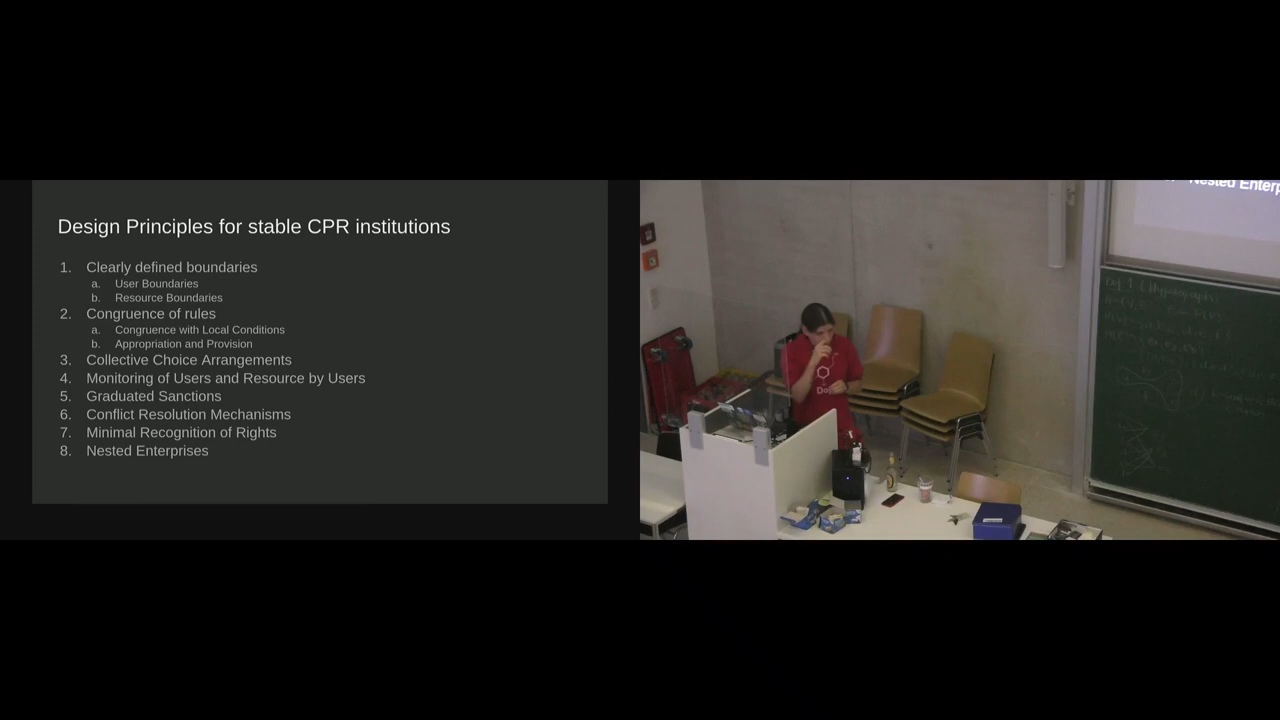 Design Principles for stable CPR institutions
1. Clearly defined boundaries
a. User Boundaries
b. Resource Boundaries
2. Congruence of rules
a. Congruence with Local Conditions
b. Appropriation and Provision
3. Collective Choice Arrangements
4. Monitoring of Users and Resource by Users
5. Graduated Sanctions
6. Conflict Resolution Mechanisms
7. Minimal Recognition of Rights
8. Nested Enterprises
Nested Enterp